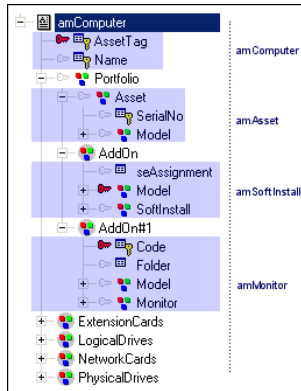 amComputer
AssetTag
Name
amComputer
Portfolio
Asset
SerialNo
Model
amAsset
AddOn
seAssignment
Model
SoftInstall
amSoftInstall
AddOn#1
Code
Folder
Model
Monitor
amMonitor
ExtensionCards
LogicalDrives
NetworkCards
PhysicalDrives